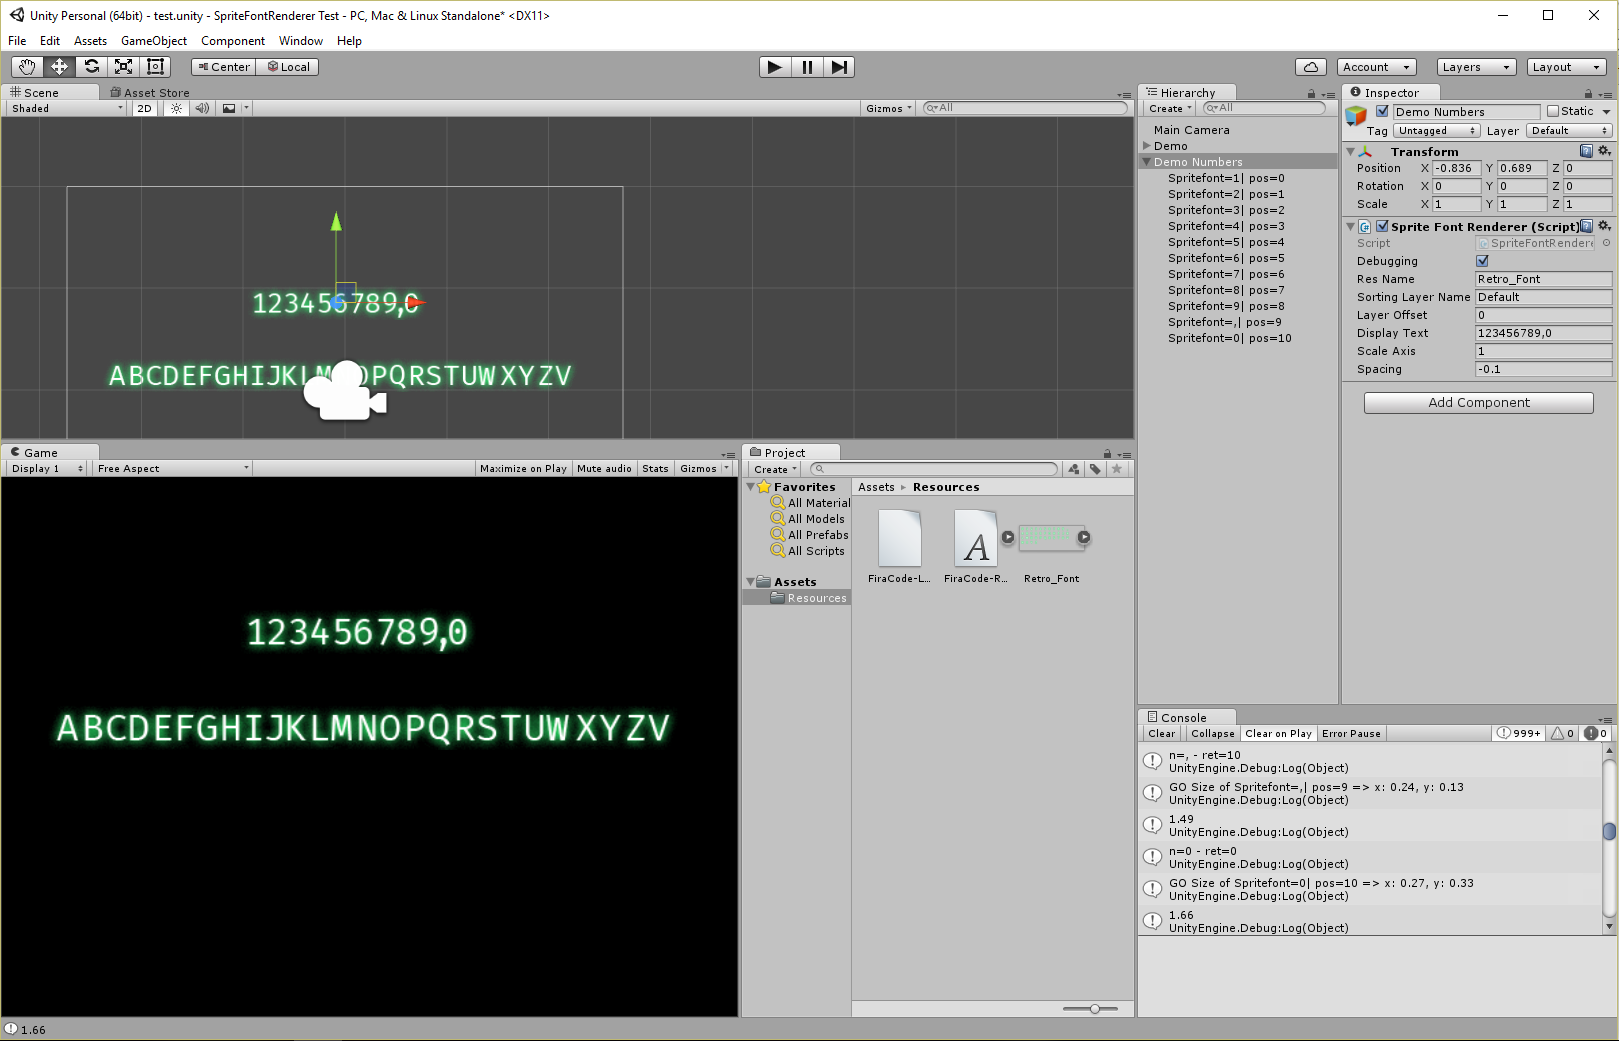 Unity Personal (64bit) - test.unity - SpriteFontRenderer Test - PC, Mac & Linux Standalone* <DX11>
File Edit Assets GameObject Component Window Help
Center Local Account Layers Layout
Scene Asset Store
Shaded 2D Gizmos All
123456789,0
ABCDEFGHIJKLMNOPQRSTUWXYZV
Game
Display 1 Free Aspect Maximize on Play Mute audio Stats Gizmos
123456789,0
ABCDEFGHIJKLMNOPQRSTUWXYZV
Project
Create
Favorites
All Material
All Models
All Prefabs
All Scripts
Assets
Resources
Assets Resources
A
FiraCode-L... FiraCode-R... Retro_Font
Hierarchy
Create All
Main Camera
Demo
Demo Numbers
Spritefont=1| pos=0
Spritefont=2| pos=1
Spritefont=3| pos=2
Spritefont=4| pos=3
Spritefont=5| pos=4
Spritefont=6| pos=5
Spritefont=7| pos=6
Spritefont=8| pos=7
Spritefont=9| pos=8
Spritefont=,| pos=9
Spritefont=0| pos=10
Inspector
Demo Numbers Static
Tag Untagged Layer Default
Transform
Position X -0.836 Y 0.689 Z 0
Rotation X 0 Y 0 Z 0
Scale X 1 Y 1 Z 1
Sprite Font Renderer (Script)
Script SpriteFontRendere
Debugging
Res Name Retro_Font
Sorting Layer Name Default
Layer Offset 0
Display Text 123456789,0
Scale Axis 1
Spacing -0.1
Add Component
Console
Clear Collapse Clear on Play Error Pause 999+ 0 0
n=, - ret=10
UnityEngine.Debug:Log(Object)
GO Size of Spritefont=,| pos=9 => x: 0.24, y: 0.13
UnityEngine.Debug:Log(Object)
1.49
UnityEngine.Debug:Log(Object)
n=0 - ret=0
UnityEngine.Debug:Log(Object)
GO Size of Spritefont=0| pos=10 => x: 0.27, y: 0.33
UnityEngine.Debug:Log(Object)
1.66
UnityEngine.Debug:Log(Object)
1.66